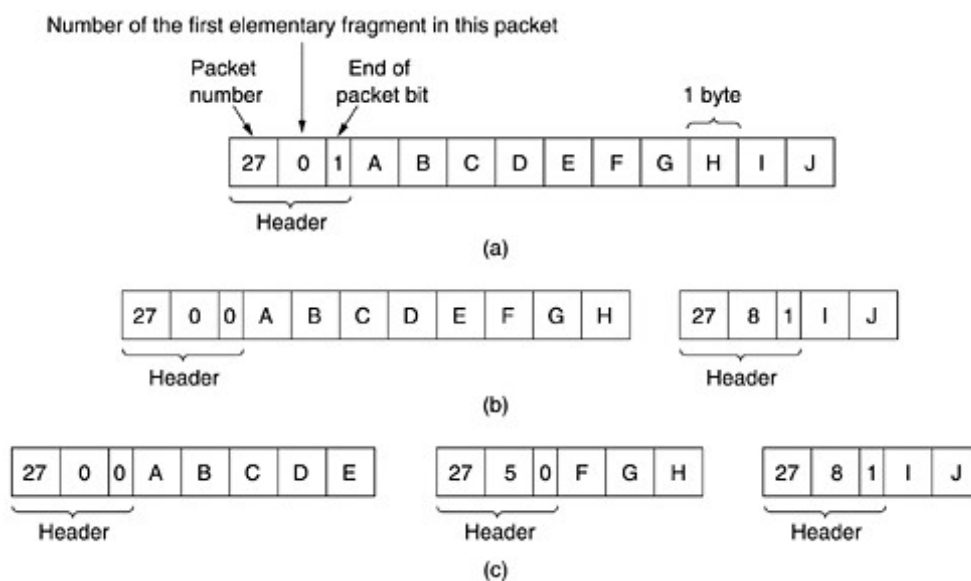 Number of the first elementary fragment in this packet
Packet number
End of packet bit
1 byte
27 0 1 A B C D E F G H I J
Header
(a)
27 0 0 A B C D E F G H
27 8 1 I J
Header
Header
(b)
27 0 0 A B C D E
27 5 0 F G H
27 8 1 I J
Header
Header
Header
(c)